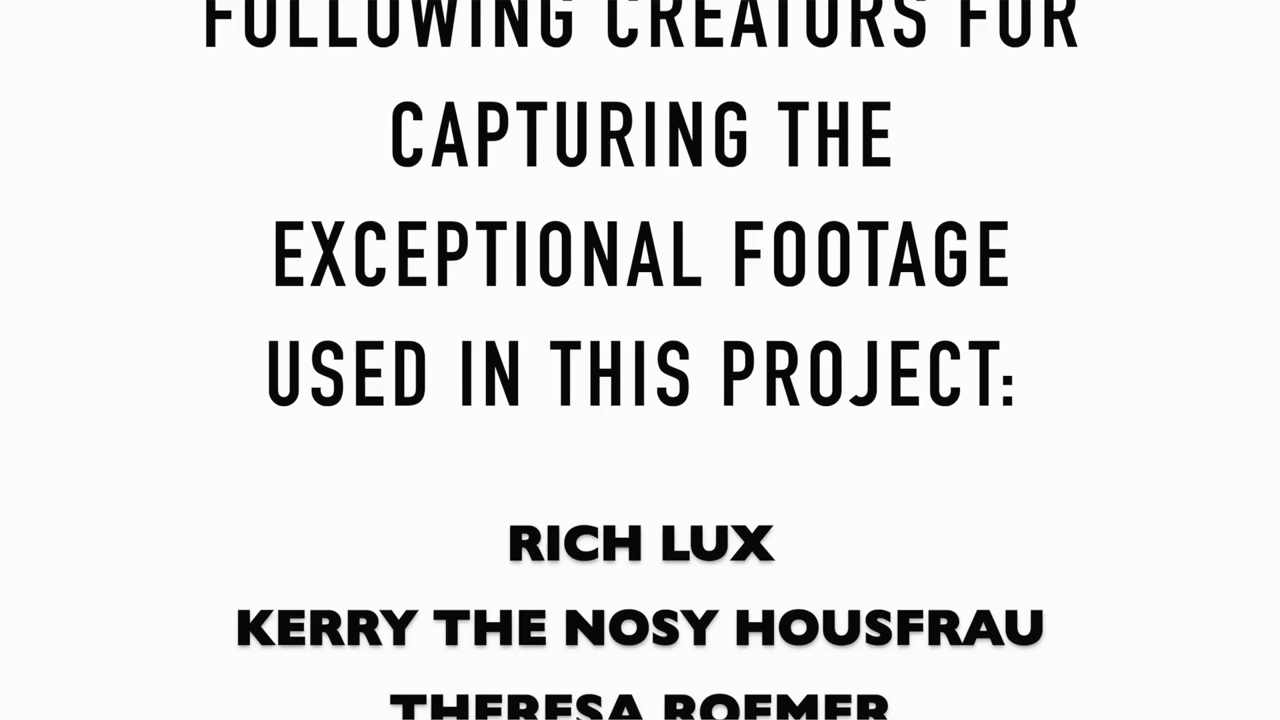 FOLLOWING CREATORS FOR
CAPTURING THE
EXCEPTIONAL FOOTAGE
USED IN THIS PROJECT:
RICH LUX
KERRY THE NOSY HOUSFRAU
THERESA ROEMER